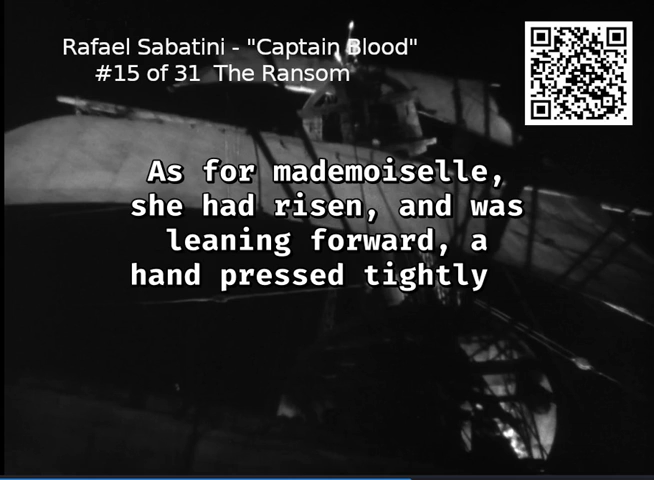 Rafael Sabatini - "Captain Blood"
#15 of 31  The Ransom
As for mademoiselle,
she had risen, and was
leaning forward, a
hand pressed tightly